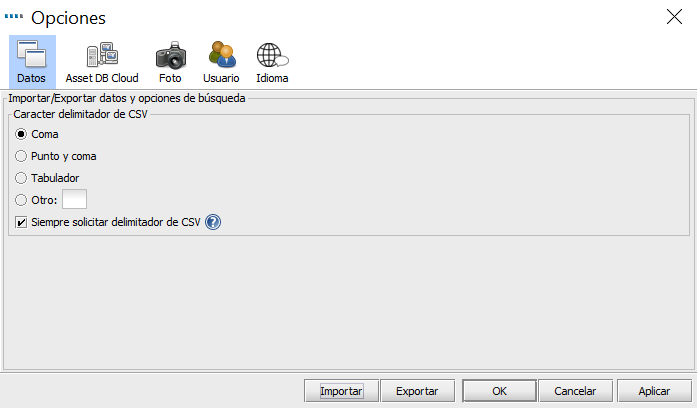 Opciones
Datos
Asset DB Cloud
Foto
Usuario
Idioma
Importar/Exportar datos y opciones de búsqueda
Caracter delimitador de CSV
Coma
Punto y coma
Tabulador
Otro:
Siempre solicitar delimitador de CSV ?
Importar
Exportar
OK
Cancelar
Aplicar